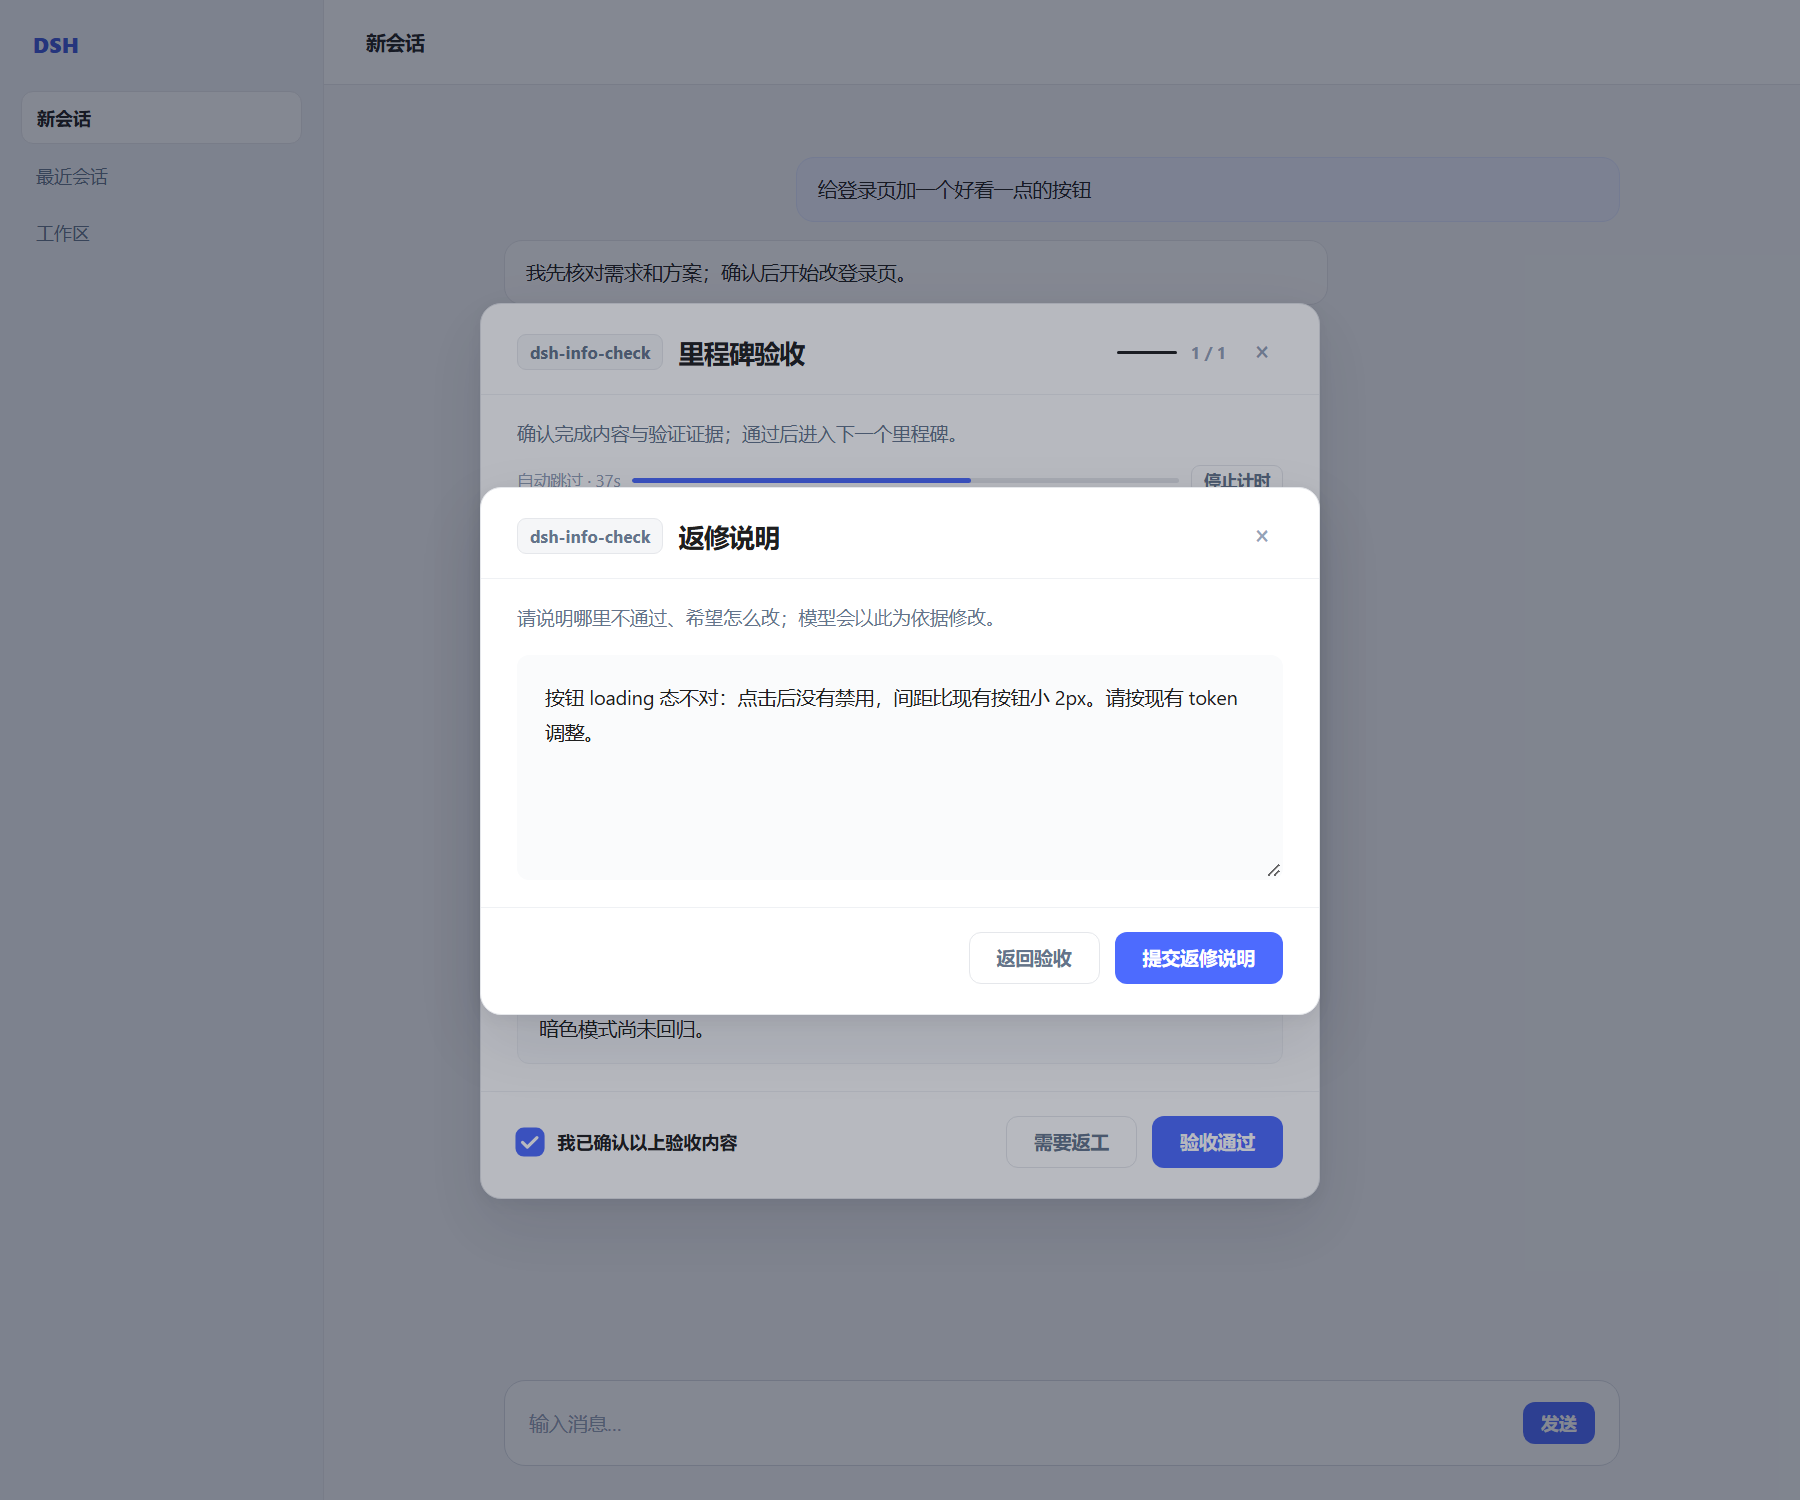 DSH
新会话
最近会话
工作区
新会话
给登录页加一个好看一点的按钮
我先核对需求和方案；确认后开始改登录页。
dsh-info-check 里程碑验收 1 / 1 ×
确认完成内容与验证证据；通过后进入下一个里程碑。
自动跳过 · 37s 停止计时
dsh-info-check 返修说明 ×
请说明哪里不通过、希望怎么改；模型会以此为依据修改。
按钮 loading 态不对：点击后没有禁用，间距比现有按钮小 2px。请按现有 token
调整。
返回验收 提交返修说明
暗色模式尚未回归。
我已确认以上验收内容 需要返工 验收通过
输入消息... 发送